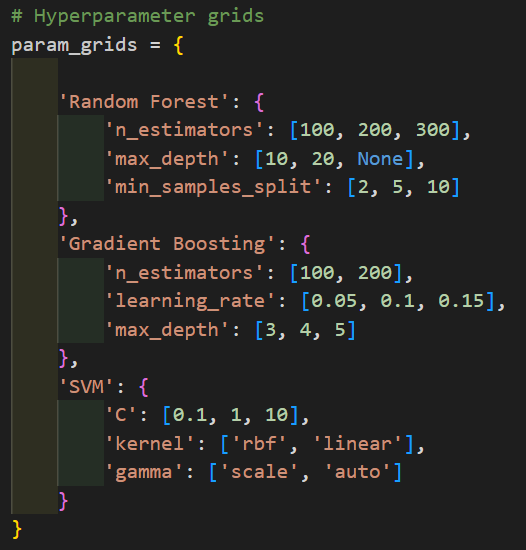 # Hyperparameter grids
param_grids = {
'Random Forest': {
'n_estimators': [100, 200, 300],
'max_depth': [10, 20, None],
'min_samples_split': [2, 5, 10]
},
'Gradient Boosting': {
'n_estimators': [100, 200],
'learning_rate': [0.05, 0.1, 0.15],
'max_depth': [3, 4, 5]
},
'SVM': {
'C': [0.1, 1, 10],
'kernel': ['rbf', 'linear'],
'gamma': ['scale', 'auto']
}
}